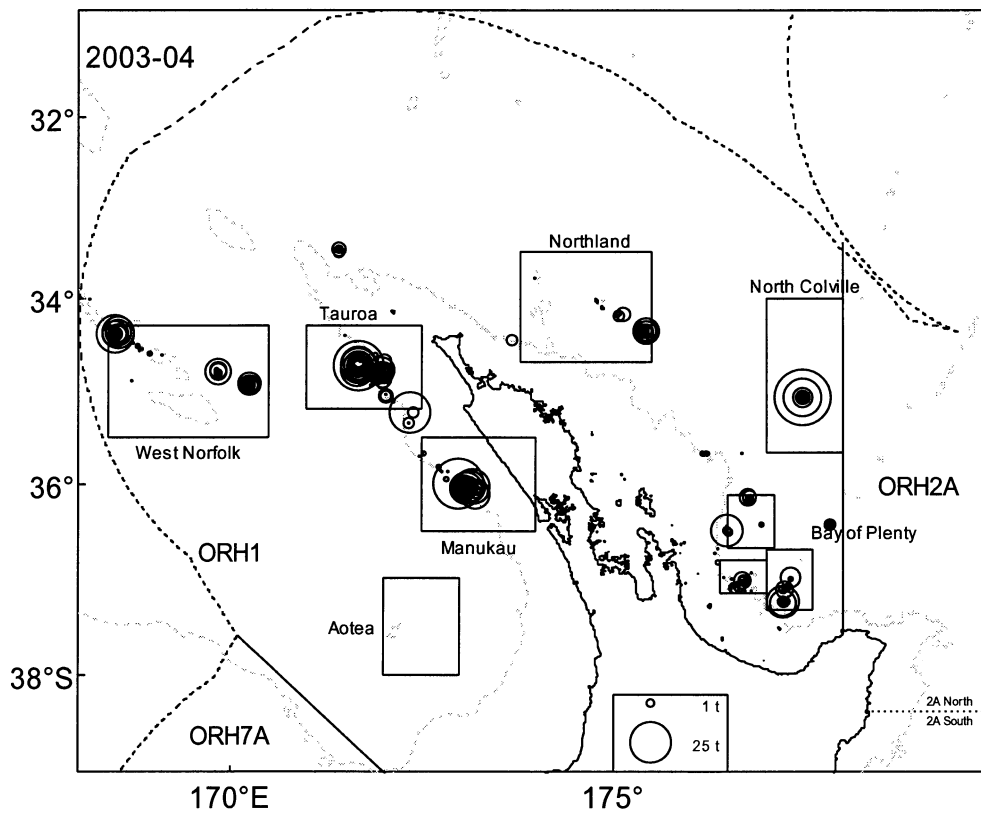 2003-04
32°
Northland
North Colville
34°
Tauroa
West Norfolk
36°
ORH2A
Bay of Plenty
Manukau
ORH1
Aotea
38°S
2A North
1 t
2A South
ORH7A
25 t
170°E
175°